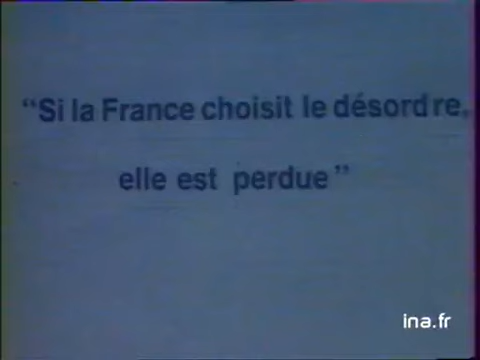 “Si la France choisit le désordre,
elle est perdue”
ina.fr